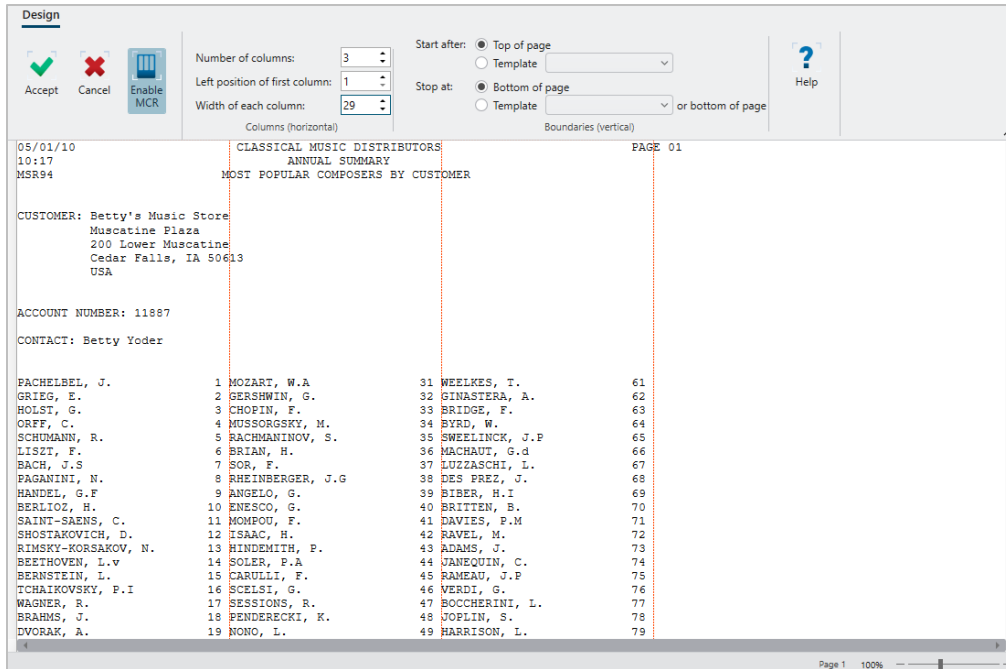 Design
Accept
Cancel
Enable MCR
Number of columns: 3
Left position of first column: 1
Width of each column: 29
Columns (horizontal)
Start after: Top of page
Template
Stop at: Bottom of page
Template or bottom of page
Boundaries (vertical)
?
Help
05/01/10 CLASSICAL MUSIC DISTRIBUTORS PAGE 01
10:17 ANNUAL SUMMARY
MSR94 MOST POPULAR COMPOSERS BY CUSTOMER
CUSTOMER: Betty's Music Store
Muscatine Plaza
200 Lower Muscatine
Cedar Falls, IA 50613
USA
ACCOUNT NUMBER: 11887
CONTACT: Betty Yoder
PACHELBEL, J. 1 MOZART, W.A 31 WEELKES, T. 61
GRIEG, E. 2 GERSHWIN, G. 32 GINASTERA, A. 62
HOLST, G. 3 CHOPIN, F. 33 BRIDGE, F. 63
ORFF, C. 4 MUSSORGSKY, M. 34 BYRD, W. 64
SCHUMANN, R. 5 RACHMANINOV, S. 35 SWEELINCK, J.P 65
LISZT, F. 6 BRIAN, H. 36 MACHAUT, G.d 66
BACH, J.S 7 SOR, F. 37 LUZZASCHI, L. 67
PAGANINI, N. 8 RHEINBERGER, J.G 38 DES PREZ, J. 68
HANDEL, G.F 9 ANGELO, G. 39 BIBER, H.I 69
BERLIOZ, H. 10 ENESCO, G. 40 BRITTEN, B. 70
SAINT-SAENS, C. 11 MOMPOU, F. 41 DAVIES, P.M 71
SHOSTAKOVICH, D. 12 ISAAC, H. 42 RAVEL, M. 72
RIMSKY-KORSAKOV, N. 13 HINDEMITH, P. 43 ADAMS, J. 73
BEETHOVEN, L.v 14 SOLER, P.A 44 JANEQUIN, C. 74
BERNSTEIN, L. 15 CARULLI, F. 45 RAMEAU, J.P 75
TCHAIKOVSKY, P.I 16 SCELSI, G. 46 VERDI, G. 76
WAGNER, R. 17 SESSIONS, R. 47 BOCCHERINI, L. 77
BRAHMS, J. 18 PENDERECKI, K. 48 JOPLIN, S. 78
DVORAK, A. 19 NONO, L. 49 HARRISON, L. 79
Page 1 100%